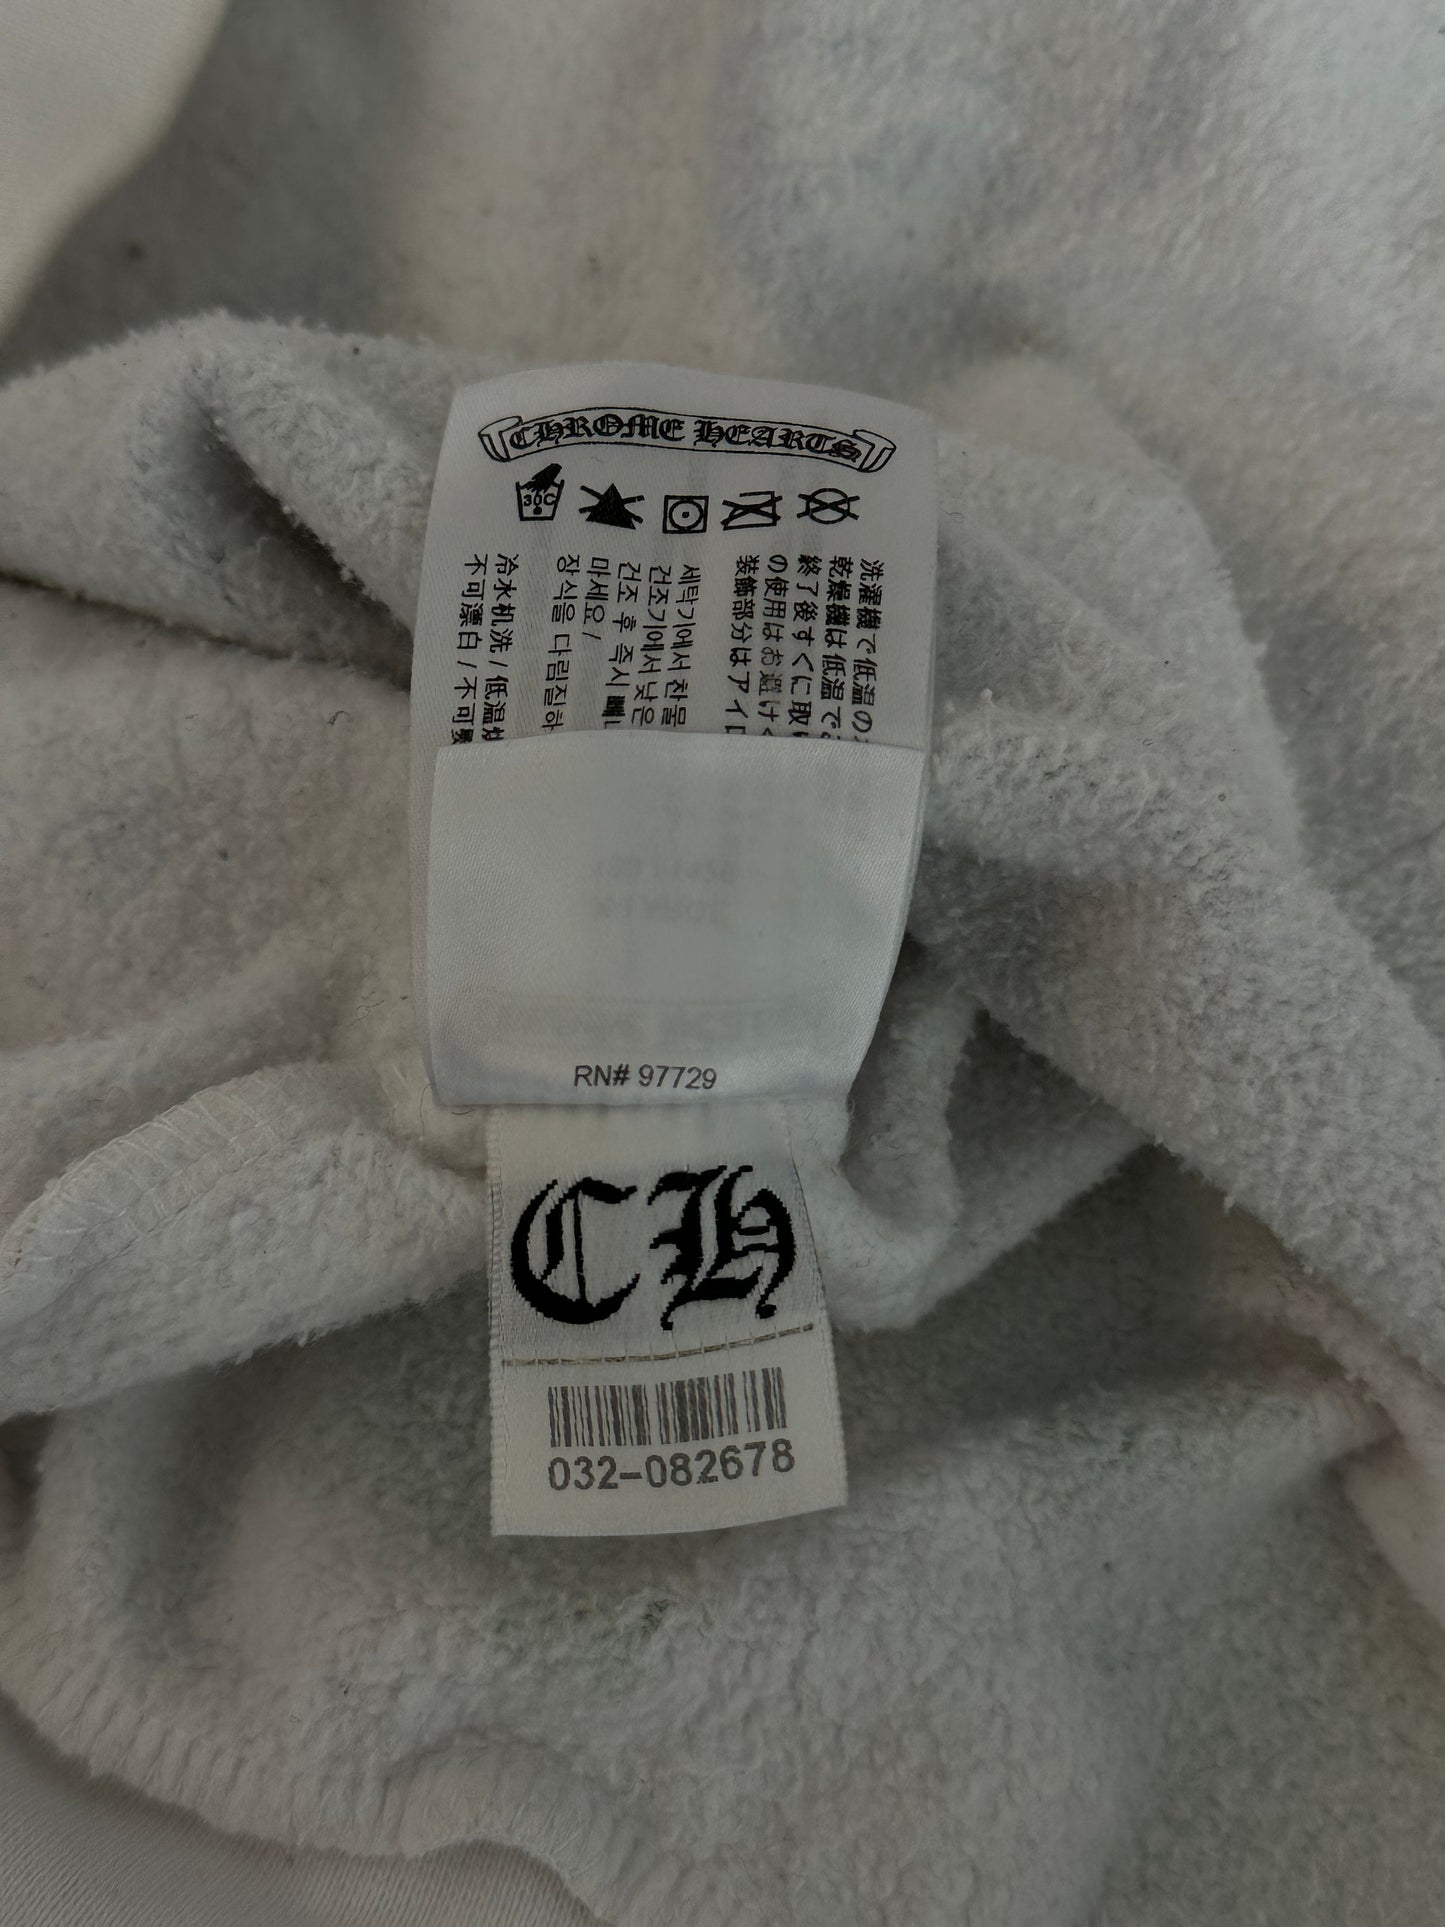 CHROME HEARTS
30C
洗濯機で低温の
乾燥機は低温で
終了後すぐに取
の使用はお避け
装飾部分はアイロ
세탁기에서 찬물
건조기에서 낮은
건조 후 즉시
마세요 /
장식을 다림질하
冷水机洗 / 低温
不可漂白 / 不可
RN# 97729
CH
032-082678